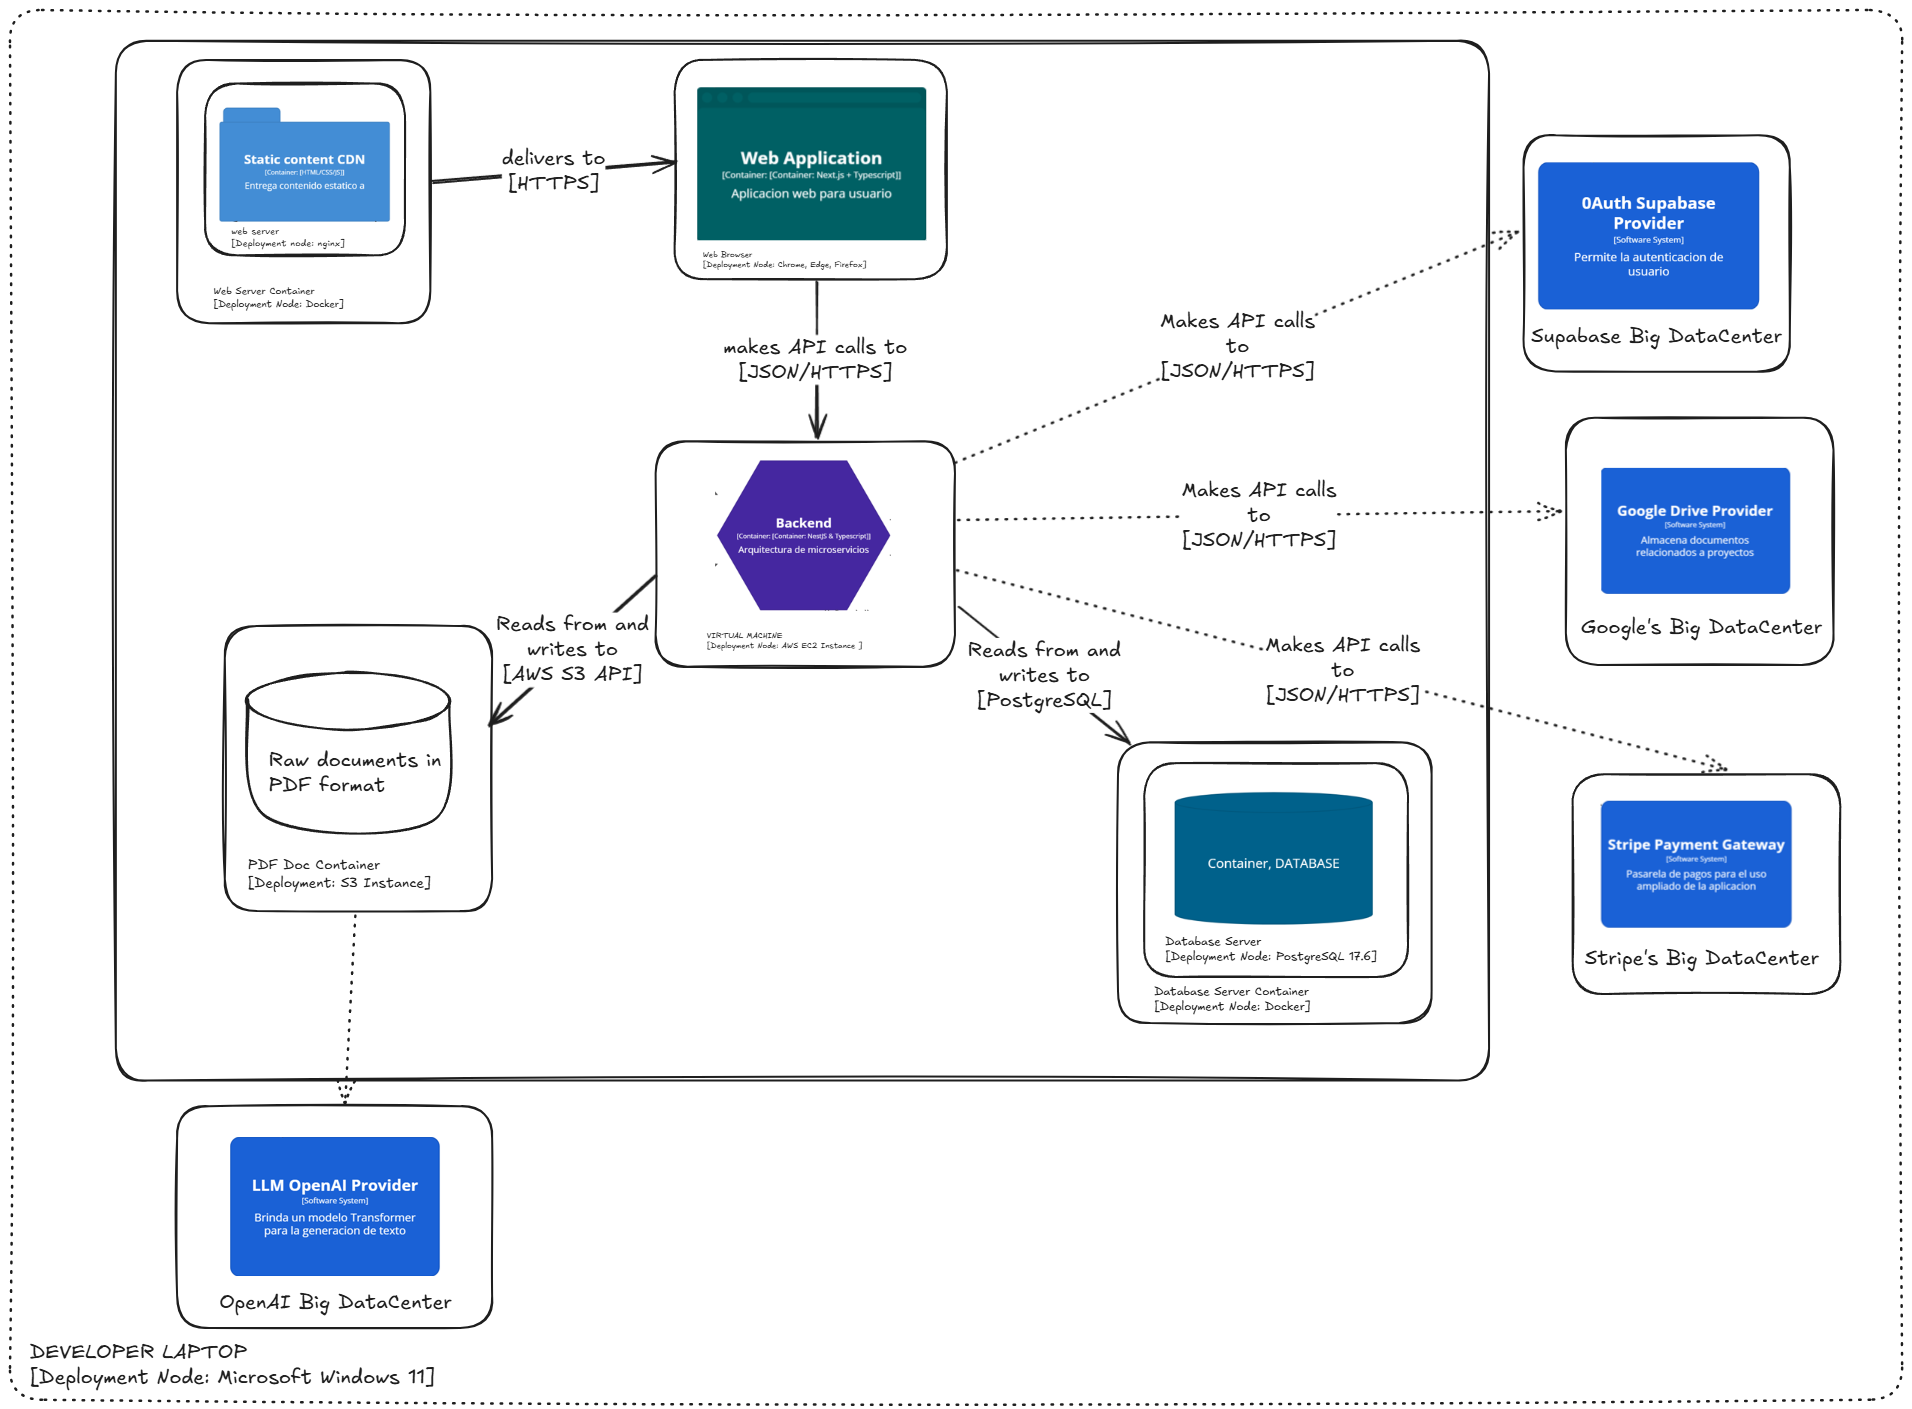 Static content CDN
[Container: [HTML/CSS/JS]]
Entrega contenido estatico a
web server
[Deployment node: nginx]
Web Server Container
[Deployment Node: Docker]
delivers to
[HTTPS]
Web Application
[Container: [Container: Next.js + Typescript]]
Aplicacion web para usuario
Web Browser
[Deployment Node: Chrome, Edge, Firefox]
makes API calls to
[JSON/HTTPS]
Backend
[Container: [Container: NestJS & Typescript]]
Arquitectura de microservicios
VIRTUAL MACHINE
[Deployment Node: AWS EC2 Instance ]
Makes API calls
to
[JSON/HTTPS]
0Auth Supabase
Provider
[Software System]
Permite la autenticacion de
usuario
Supabase Big DataCenter
Makes API calls
to
[JSON/HTTPS]
Google Drive Provider
[Software System]
Almacena documentos
relacionados a proyectos
Google's Big DataCenter
Makes API calls
to
[JSON/HTTPS]
Stripe Payment Gateway
[Software System]
Pasarela de pagos para el uso
ampliado de la aplicacion
Stripe's Big DataCenter
Reads from and
writes to
[AWS S3 API]
Raw documents in
PDF format
PDF Doc Container
[Deployment: S3 Instance]
Reads from and
writes to
[PostgreSQL]
Container, DATABASE
Database Server
[Deployment Node: PostgreSQL 17.6]
Database Server Container
[Deployment Node: Docker]
LLM OpenAI Provider
[Software System]
Brinda un modelo Transformer
para la generacion de texto
OpenAI Big DataCenter
DEVELOPER LAPTOP
[Deployment Node: Microsoft Windows 11]